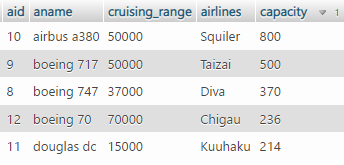 aid aname cruising_range airlines capacity 1
10 airbus a380 50000 Squiler 800
9 boeing 717 50000 Taizai 500
8 boeing 747 37000 Diva 370
12 boeing 70 70000 Chigau 236
11 douglas dc 15000 Kuuhaku 214